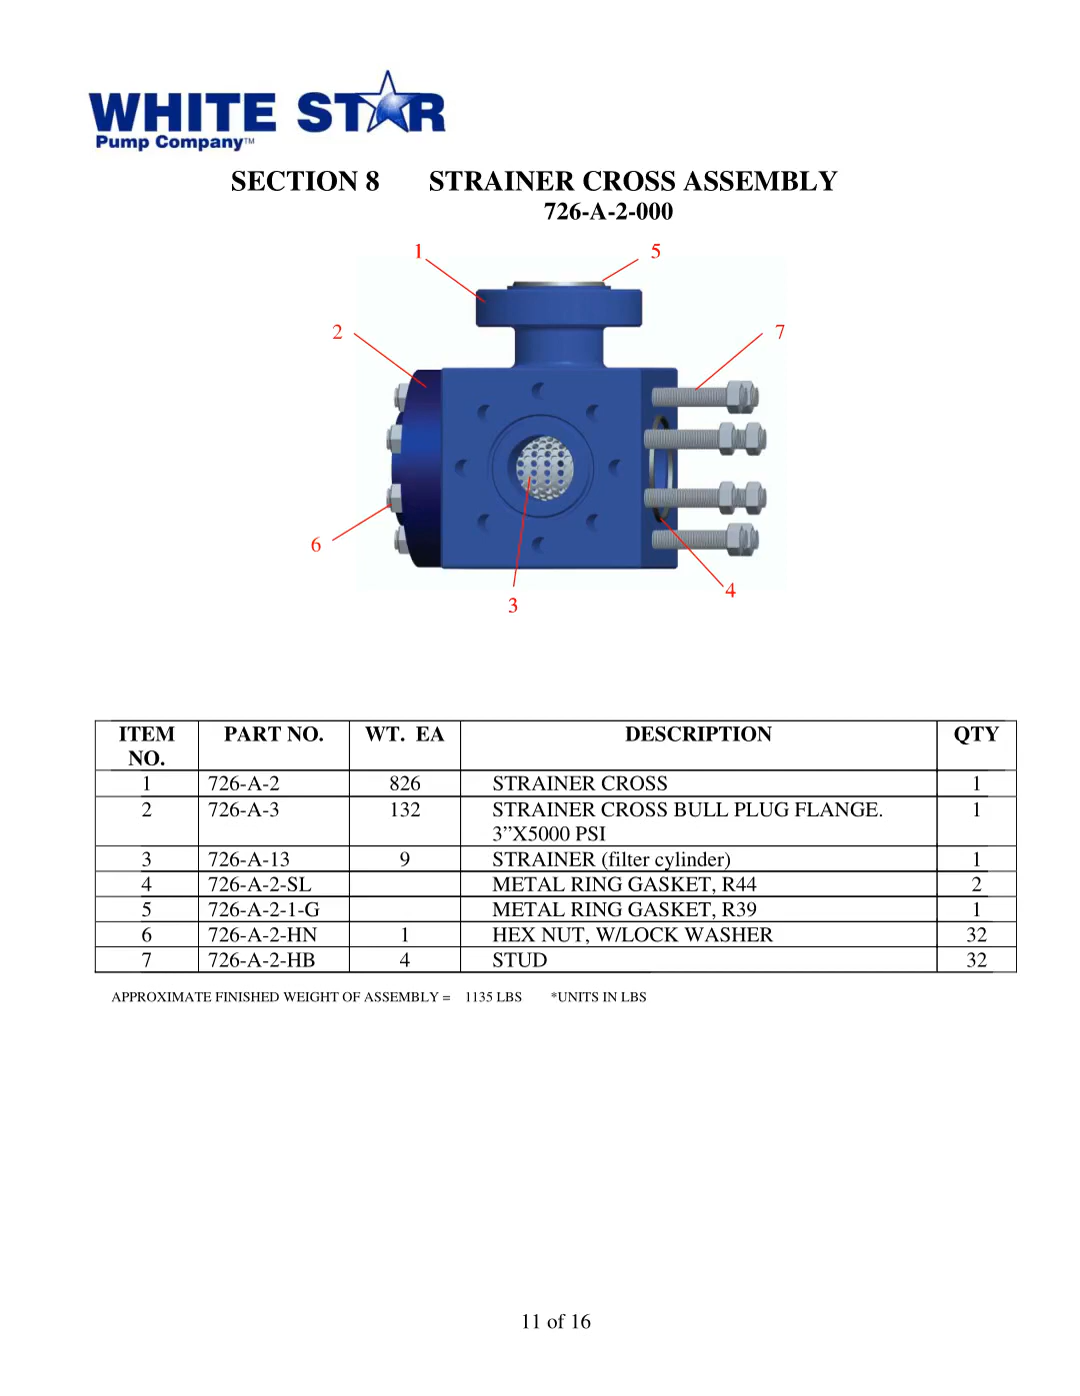 WHITE STAR
Pump Company™
SECTION 8 STRAINER CROSS ASSEMBLY
726-A-2-000
1 5
2 7
6
4
3
ITEM NO. PART NO. WT. EA DESCRIPTION QTY
1 726-A-2 826 STRAINER CROSS 1
2 726-A-3 132 STRAINER CROSS BULL PLUG FLANGE. 1
3”X5000 PSI
3 726-A-13 9 STRAINER (filter cylinder) 1
4 726-A-2-SL METAL RING GASKET, R44 2
5 726-A-2-1-G METAL RING GASKET, R39 1
6 726-A-2-HN 1 HEX NUT, W/LOCK WASHER 32
7 726-A-2-HB 4 STUD 32
APPROXIMATE FINISHED WEIGHT OF ASSEMBLY = 1135 LBS *UNITS IN LBS
11 of 16